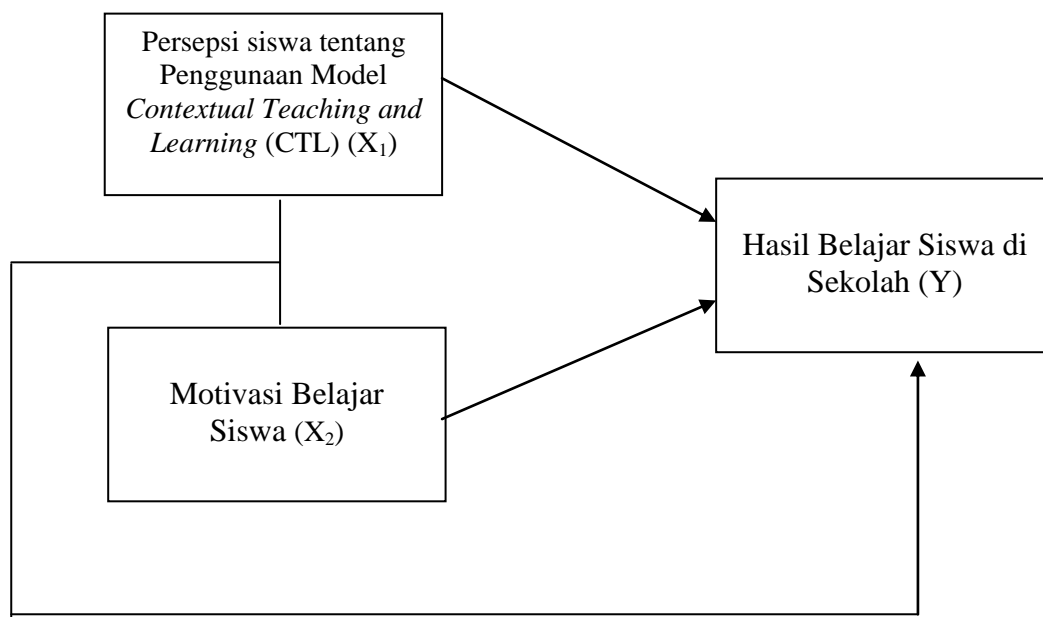 Persepsi siswa tentang
Penggunaan Model
Contextual Teaching and
Learning (CTL) (X₁)
Hasil Belajar Siswa di
Sekolah (Y)
Motivasi Belajar
Siswa (X₂)